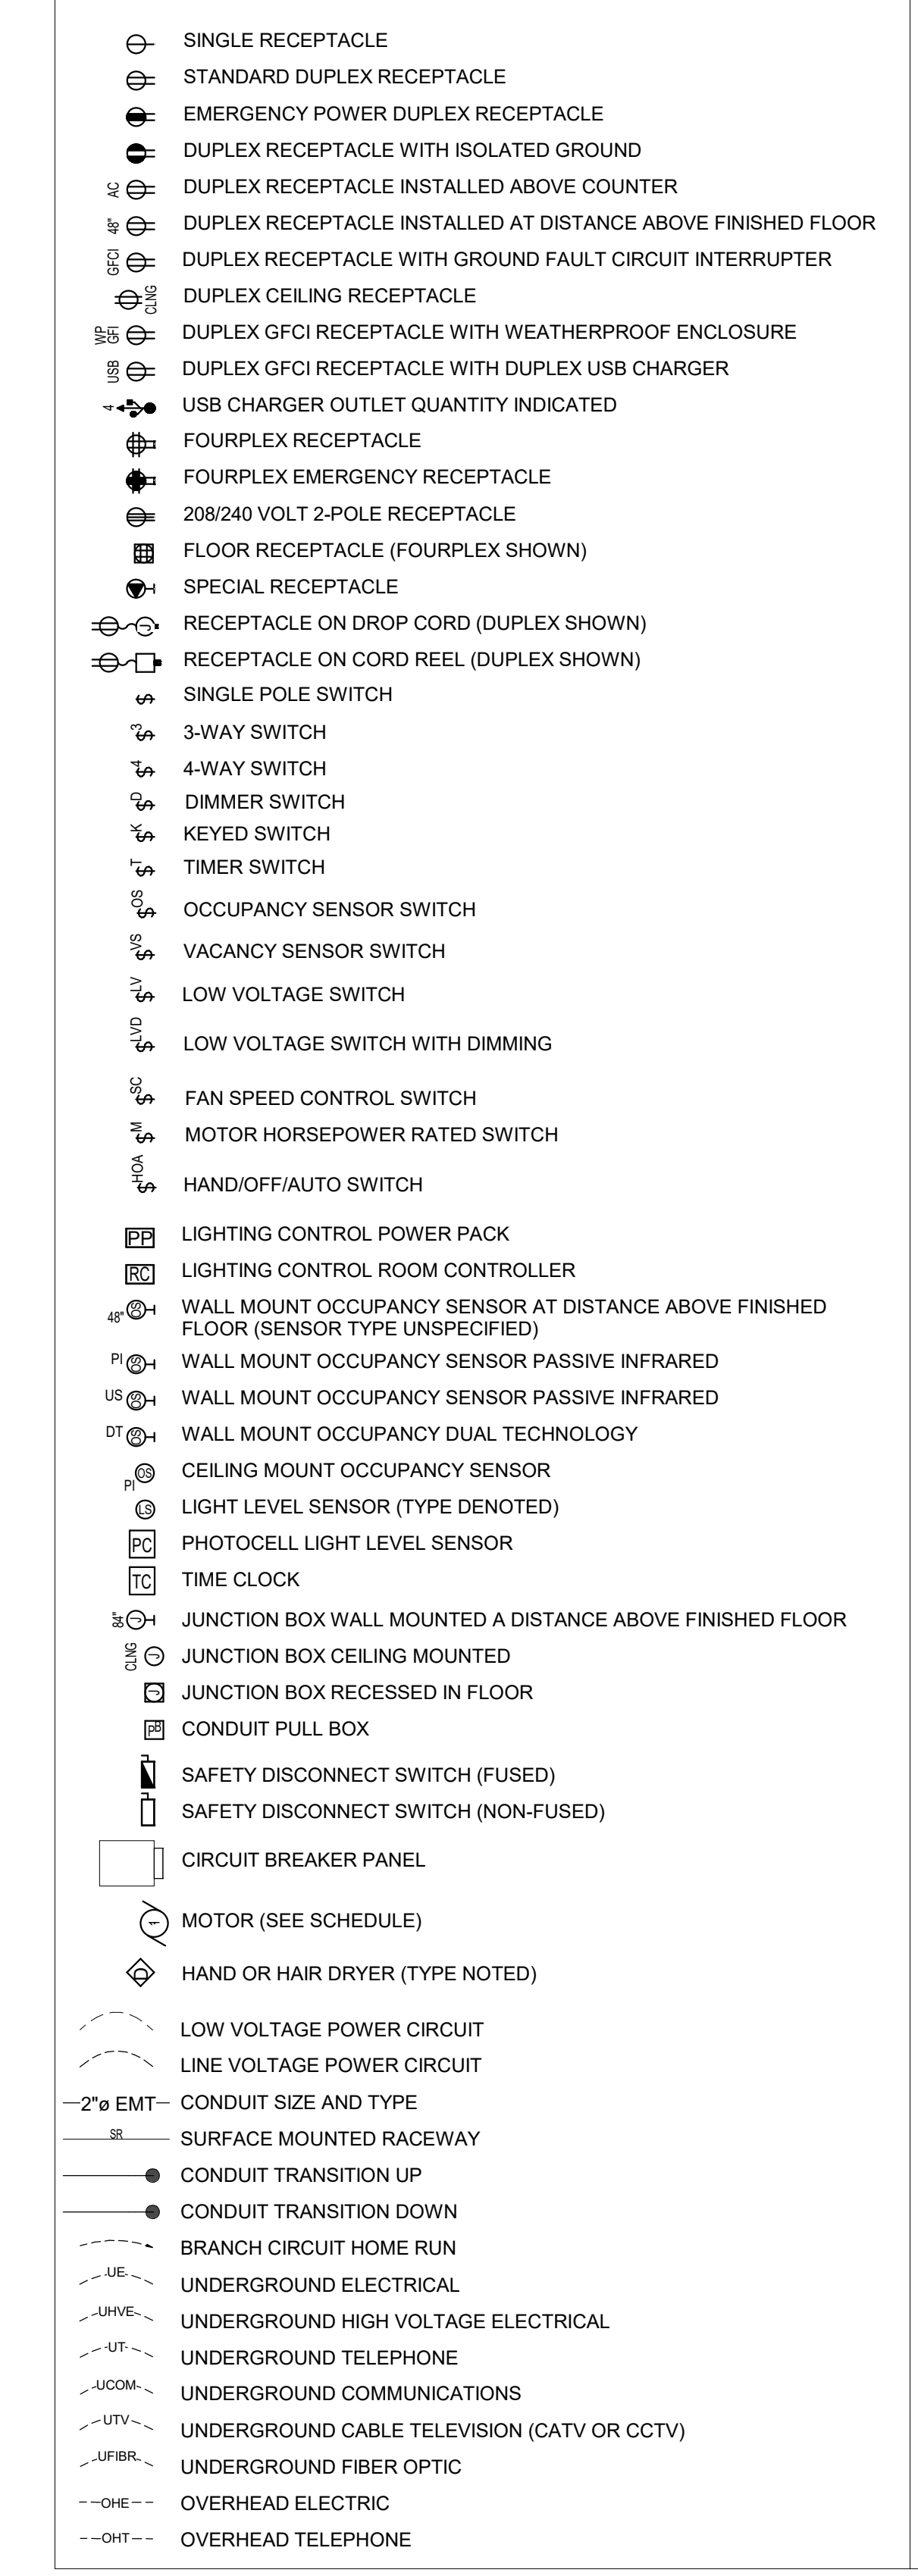 SINGLE RECEPTACLE
STANDARD DUPLEX RECEPTACLE
EMERGENCY POWER DUPLEX RECEPTACLE
DUPLEX RECEPTACLE WITH ISOLATED GROUND
AC DUPLEX RECEPTACLE INSTALLED ABOVE COUNTER
48" DUPLEX RECEPTACLE INSTALLED AT DISTANCE ABOVE FINISHED FLOOR
GFCI DUPLEX RECEPTACLE WITH GROUND FAULT CIRCUIT INTERRUPTER
CLNG DUPLEX CEILING RECEPTACLE
WP GFI DUPLEX GFCI RECEPTACLE WITH WEATHERPROOF ENCLOSURE
USB DUPLEX GFCI RECEPTACLE WITH DUPLEX USB CHARGER
4 USB CHARGER OUTLET QUANTITY INDICATED
FOURPLEX RECEPTACLE
FOURPLEX EMERGENCY RECEPTACLE
208/240 VOLT 2-POLE RECEPTACLE
FLOOR RECEPTACLE (FOURPLEX SHOWN)
SPECIAL RECEPTACLE
J RECEPTACLE ON DROP CORD (DUPLEX SHOWN)
RECEPTACLE ON CORD REEL (DUPLEX SHOWN)
$ SINGLE POLE SWITCH
$3 3-WAY SWITCH
$4 4-WAY SWITCH
$D DIMMER SWITCH
$K KEYED SWITCH
$T TIMER SWITCH
$OS OCCUPANCY SENSOR SWITCH
$VS VACANCY SENSOR SWITCH
$LV LOW VOLTAGE SWITCH
$LVD LOW VOLTAGE SWITCH WITH DIMMING
$SC FAN SPEED CONTROL SWITCH
$M MOTOR HORSEPOWER RATED SWITCH
$HOA HAND/OFF/AUTO SWITCH
PP LIGHTING CONTROL POWER PACK
RC LIGHTING CONTROL ROOM CONTROLLER
48" OS WALL MOUNT OCCUPANCY SENSOR AT DISTANCE ABOVE FINISHED
FLOOR (SENSOR TYPE UNSPECIFIED)
PI OS WALL MOUNT OCCUPANCY SENSOR PASSIVE INFRARED
US OS WALL MOUNT OCCUPANCY SENSOR PASSIVE INFRARED
DT OS WALL MOUNT OCCUPANCY DUAL TECHNOLOGY
PI OS CEILING MOUNT OCCUPANCY SENSOR
LS LIGHT LEVEL SENSOR (TYPE DENOTED)
PC PHOTOCELL LIGHT LEVEL SENSOR
TC TIME CLOCK
84" J JUNCTION BOX WALL MOUNTED A DISTANCE ABOVE FINISHED FLOOR
CLNG J JUNCTION BOX CEILING MOUNTED
J JUNCTION BOX RECESSED IN FLOOR
PB CONDUIT PULL BOX
SAFETY DISCONNECT SWITCH (FUSED)
SAFETY DISCONNECT SWITCH (NON-FUSED)
CIRCUIT BREAKER PANEL
1 MOTOR (SEE SCHEDULE)
D HAND OR HAIR DRYER (TYPE NOTED)
LOW VOLTAGE POWER CIRCUIT
LINE VOLTAGE POWER CIRCUIT
2"ø EMT CONDUIT SIZE AND TYPE
SR SURFACE MOUNTED RACEWAY
CONDUIT TRANSITION UP
CONDUIT TRANSITION DOWN
BRANCH CIRCUIT HOME RUN
UE UNDERGROUND ELECTRICAL
UHVE UNDERGROUND HIGH VOLTAGE ELECTRICAL
UT UNDERGROUND TELEPHONE
UCOM UNDERGROUND COMMUNICATIONS
UTV UNDERGROUND CABLE TELEVISION (CATV OR CCTV)
UFIBR UNDERGROUND FIBER OPTIC
OHE OVERHEAD ELECTRIC
OHT OVERHEAD TELEPHONE